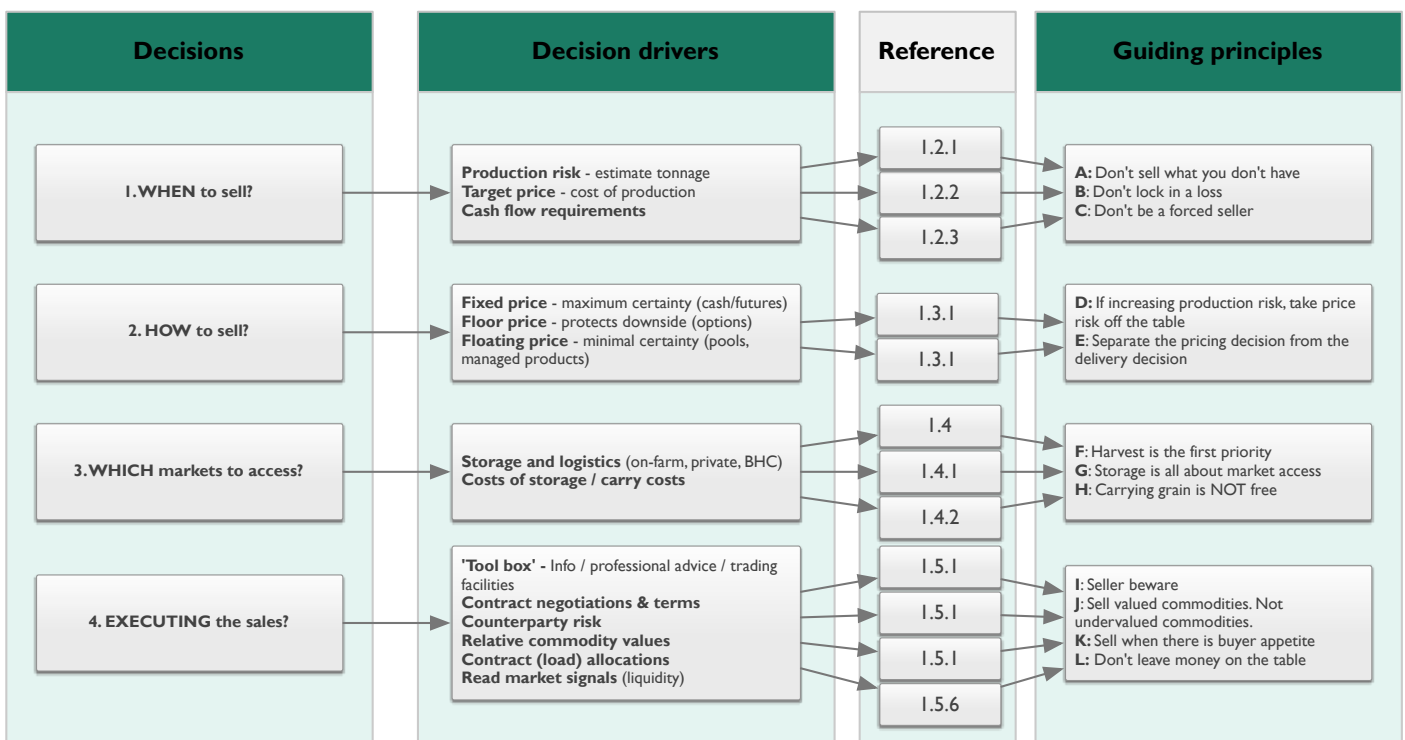 Decisions
Decision drivers
Reference
Guiding principles
1. WHEN to sell?
Production risk - estimate tonnage
Target price - cost of production
Cash flow requirements
1.2.1
1.2.2
1.2.3
A: Don't sell what you don't have
B: Don't lock in a loss
C: Don't be a forced seller
2. HOW to sell?
Fixed price - maximum certainty (cash/futures)
Floor price - protects downside (options)
Floating price - minimal certainty (pools,
managed products)
1.3.1
1.3.1
D: If increasing production risk, take price
risk off the table
E: Separate the pricing decision from the
delivery decision
3. WHICH markets to access?
Storage and logistics (on-farm, private, BHC)
Costs of storage / carry costs
1.4
1.4.1
1.4.2
F: Harvest is the first priority
G: Storage is all about market access
H: Carrying grain is NOT free
4. EXECUTING the sales?
'Tool box' - Info / professional advice / trading
facilities
Contract negotiations & terms
Counterparty risk
Relative commodity values
Contract (load) allocations
Read market signals (liquidity)
1.5.1
1.5.1
1.5.1
1.5.6
I: Seller beware
J: Sell valued commodities. Not
undervalued commodities.
K: Sell when there is buyer appetite
L: Don't leave money on the table